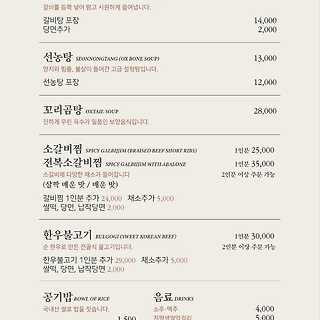 갈비를 듬뿍 넣어 맑고 시원하게 끓여냅니다.
갈비탕 포장 14,000
당면추가 2,000
선농탕 SEONNONGTANG (OX BONE SOUP) 13,000
양지와 힘줄, 볼살이 들어간 고급 설렁탕입니다.
선농탕 포장 12,000
꼬리곰탕 OXTAIL SOUP 28,000
진하게 우린 육수가 일품인 보양음식입니다.
소갈비찜 SPICY GALBIJJIM (BRAISED BEEF SHORT RIBS) 1인분 25,000
전복소갈비찜 SPICY GALBIJJIM WITH ABALONE 1인분 35,000
소갈비에 다양한 채소가 들어갑니다 2인분 이상 주문 가능
(살짝 매운 맛 / 매운 맛)
갈비찜 1인분 추가 24,000 채소추가 5,000
쌀떡, 당면, 납작당면 2,000
한우불고기 BULGOGI (SWEET KOREAN BEEF) 1인분 30,000
순 한우로 만든 전골식 불고기입니다. 2인분 이상 주문 가능
한우불고기 1인분 추가 29,000 채소추가 5,000
쌀떡, 당면, 납작당면 2,000
공기밥 BOWL OF RICE 음료 DRINKS
국내산 쌀로 밥을 짓습니다. 소주·맥주 4,000
1,500 5,000